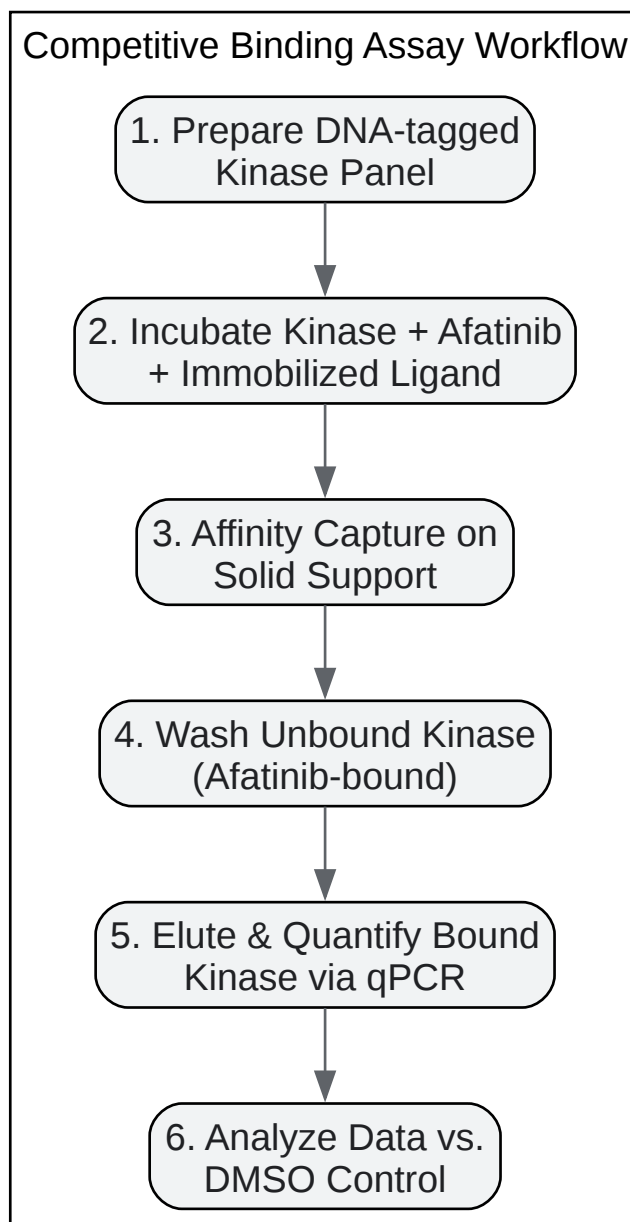 Competitive Binding Assay Workflow
1. Prepare DNA-tagged
Kinase Panel
2. Incubate Kinase + Afatinib
+ Immobilized Ligand
3. Affinity Capture on
Solid Support
4. Wash Unbound Kinase
(Afatinib-bound)
5. Elute & Quantify Bound
Kinase via qPCR
6. Analyze Data vs.
DMSO Control